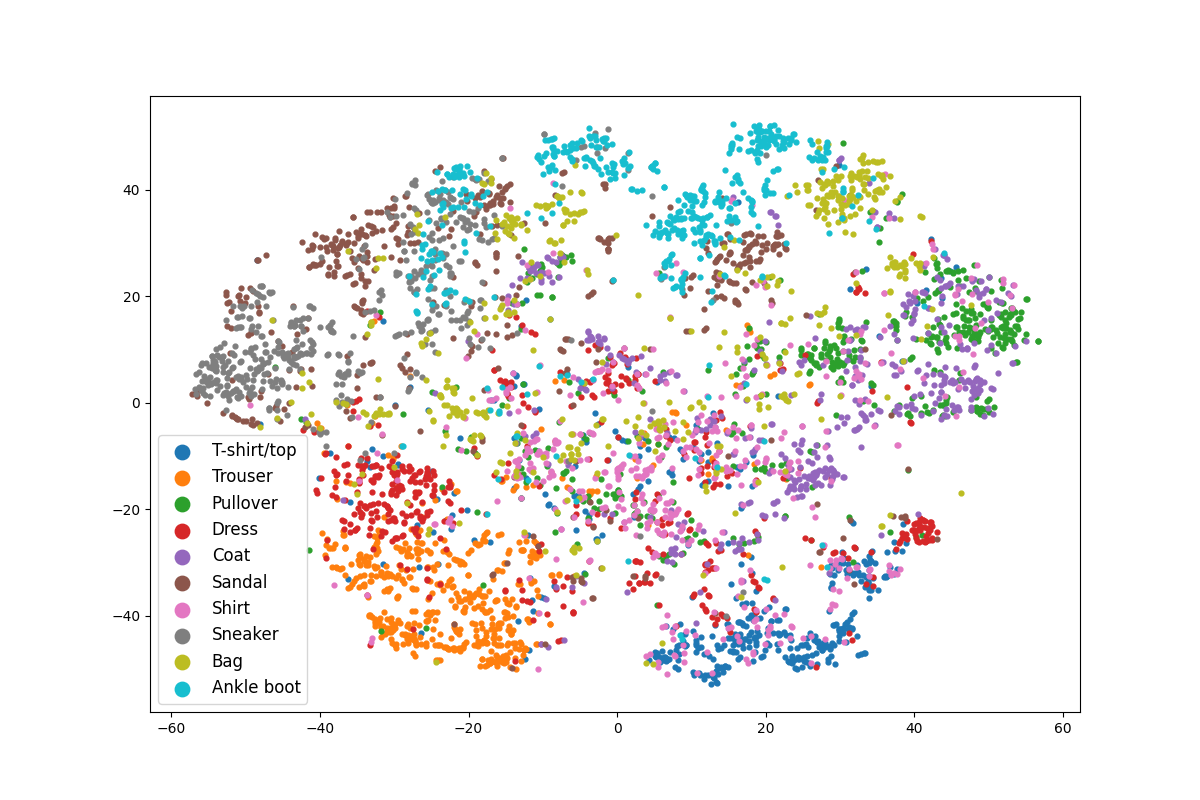 40
20
0
−20
−40
T-shirt/top
Trouser
Pullover
Dress
Coat
Sandal
Shirt
Sneaker
Bag
Ankle boot
−60 −40 −20 0 20 40 60